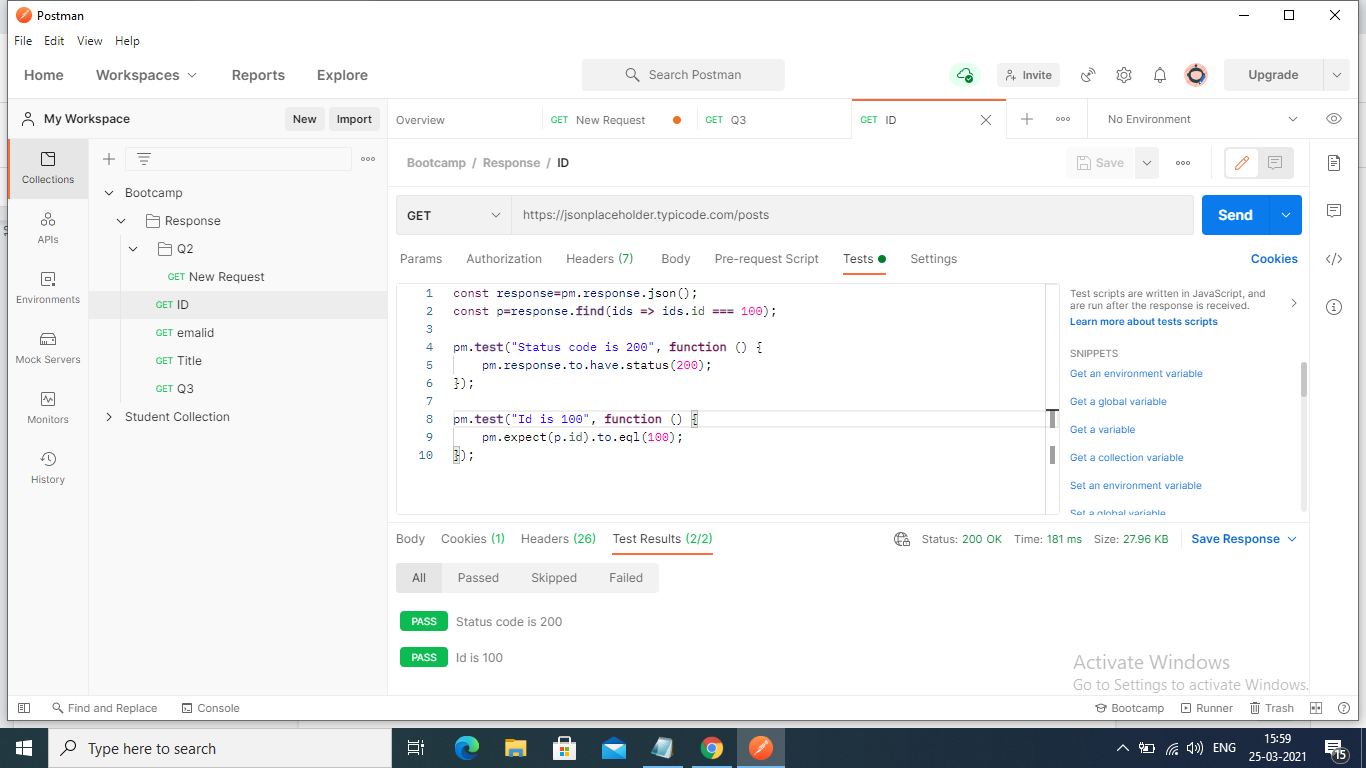 Postman
File Edit View Help
Home Workspaces Reports Explore Search Postman Invite Upgrade
My Workspace New Import
Overview GET New Request GET Q3 GET ID No Environment
Collections
APIs
Environments
Mock Servers
Monitors
History
Bootcamp
Response
Q2
GET New Request
GET ID
GET emalid
GET Title
GET Q3
Student Collection
Bootcamp / Response / ID Save
GET https://jsonplaceholder.typicode.com/posts Send
Params Authorization Headers (7) Body Pre-request Script Tests Settings Cookies
1 const response=pm.response.json();
2 const p=response.find(ids => ids.id === 100);
3
4 pm.test("Status code is 200", function () {
5 pm.response.to.have.status(200);
6 });
7
8 pm.test("Id is 100", function () {
9 pm.expect(p.id).to.eql(100);
10 });
Test scripts are written in JavaScript, and
are run after the response is received.
Learn more about tests scripts
SNIPPETS
Get an environment variable
Get a global variable
Get a variable
Get a collection variable
Set an environment variable
Set a global variable
Body Cookies (1) Headers (26) Test Results (2/2) Status: 200 OK Time: 181 ms Size: 27.96 KB Save Response
All Passed Skipped Failed
PASS Status code is 200
PASS Id is 100
Activate Windows
Go to Settings to activate Windows.
Find and Replace Console Bootcamp Runner Trash
Type here to search ENG 15:59
25-03-2021 15